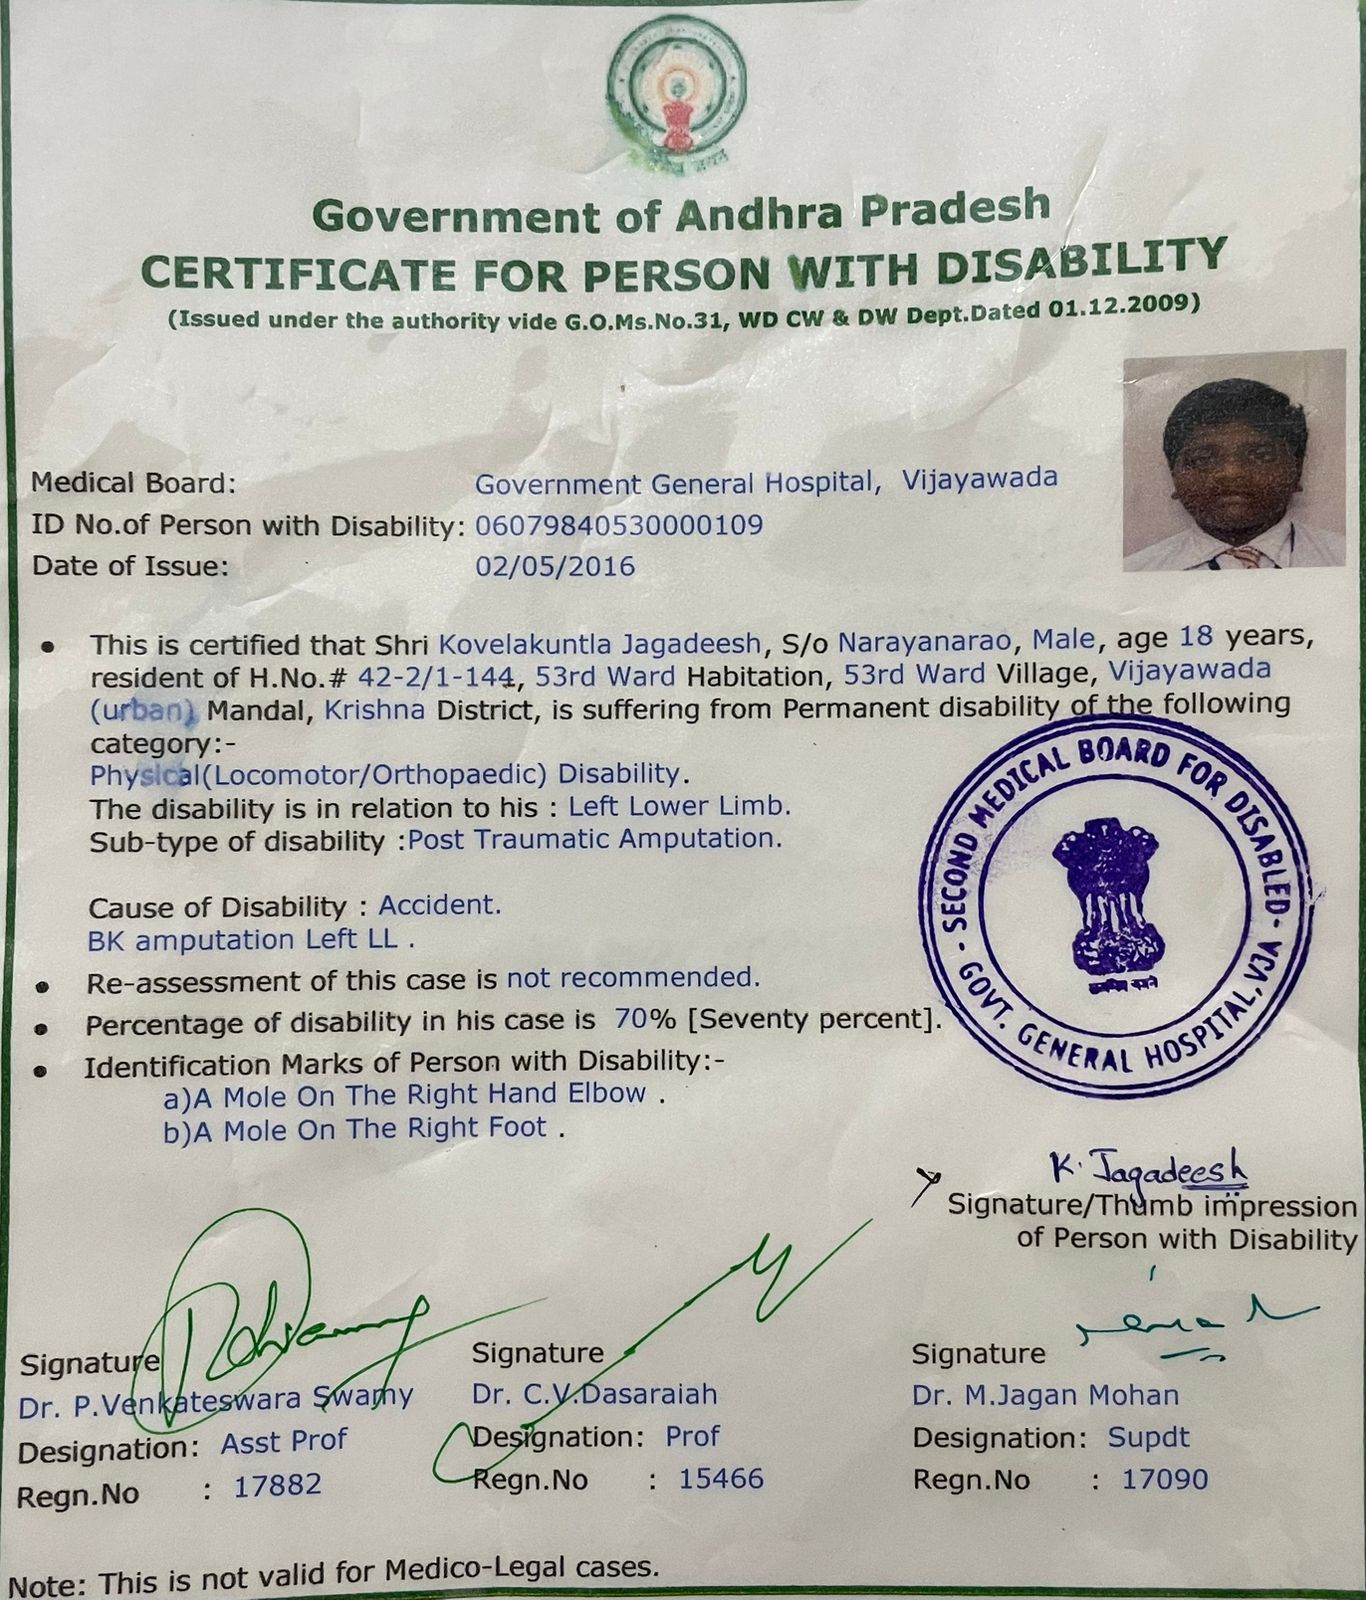 Government of Andhra Pradesh
CERTIFICATE FOR PERSON WITH DISABILITY
(Issued under the authority vide G.O.Ms.No.31, WD CW & DW Dept.Dated 01.12.2009)
Medical Board: Government General Hospital, Vijayawada
ID No.of Person with Disability: 06079840530000109
Date of Issue: 02/05/2016
• This is certified that Shri Kovelakuntla Jagadeesh, S/o Narayanarao, Male, age 18 years,
resident of H.No.# 42-2/1-144, 53rd Ward Habitation, 53rd Ward Village, Vijayawada
(urban) Mandal, Krishna District, is suffering from Permanent disability of the following
category:-
Physical(Locomotor/Orthopaedic) Disability.
The disability is in relation to his : Left Lower Limb.
Sub-type of disability :Post Traumatic Amputation.
Cause of Disability : Accident.
BK amputation Left LL .
• Re-assessment of this case is not recommended.
• Percentage of disability in his case is 70% [Seventy percent].
• Identification Marks of Person with Disability:-
a)A Mole On The Right Hand Elbow .
b)A Mole On The Right Foot .
- SECOND MEDICAL BOARD FOR DISABLED-
GOVT. GENERAL HOSPITAL, VJA
K. Jagadeesh
Signature/Thumb impression
of Person with Disability
Signature Signature Signature
Dr. P.Venkateswara Swamy Dr. C.V.Dasaraiah Dr. M.Jagan Mohan
Designation: Asst Prof Designation: Prof Designation: Supdt
Regn.No : 17882 Regn.No : 15466 Regn.No : 17090
Note: This is not valid for Medico-Legal cases.